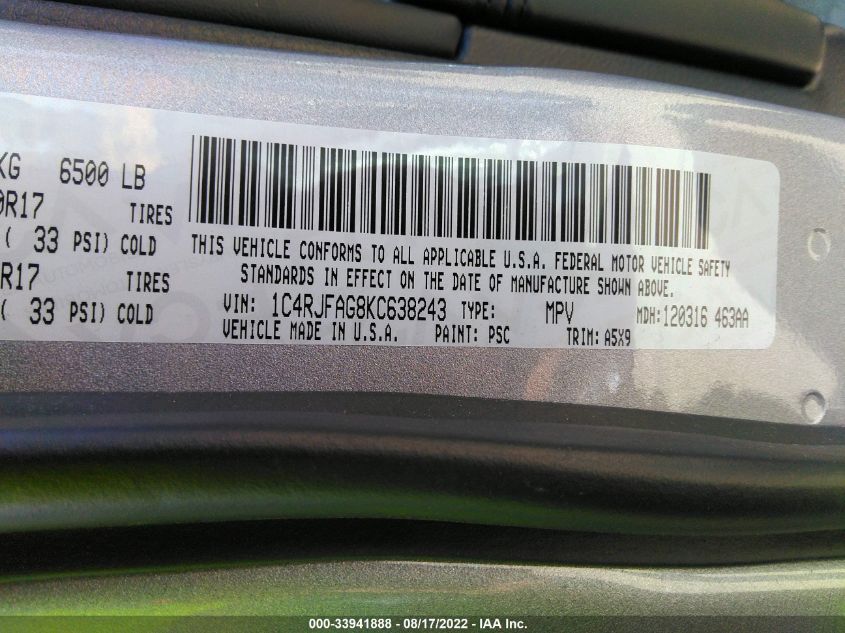 KG 6500 LB
0R17 TIRES
( 33 PSI) COLD
R17 TIRES
( 33 PSI) COLD
THIS VEHICLE CONFORMS TO ALL APPLICABLE U.S.A. FEDERAL MOTOR VEHICLE SAFETY
STANDARDS IN EFFECT ON THE DATE OF MANUFACTURE SHOWN ABOVE.
VIN: 1C4RJFAG8KC638243 TYPE: MPV MDH:120316 463AA
VEHICLE MADE IN U.S.A. PAINT: PSC TRIM: A5X9
000-33941888 - 08/17/2022 - IAA Inc.